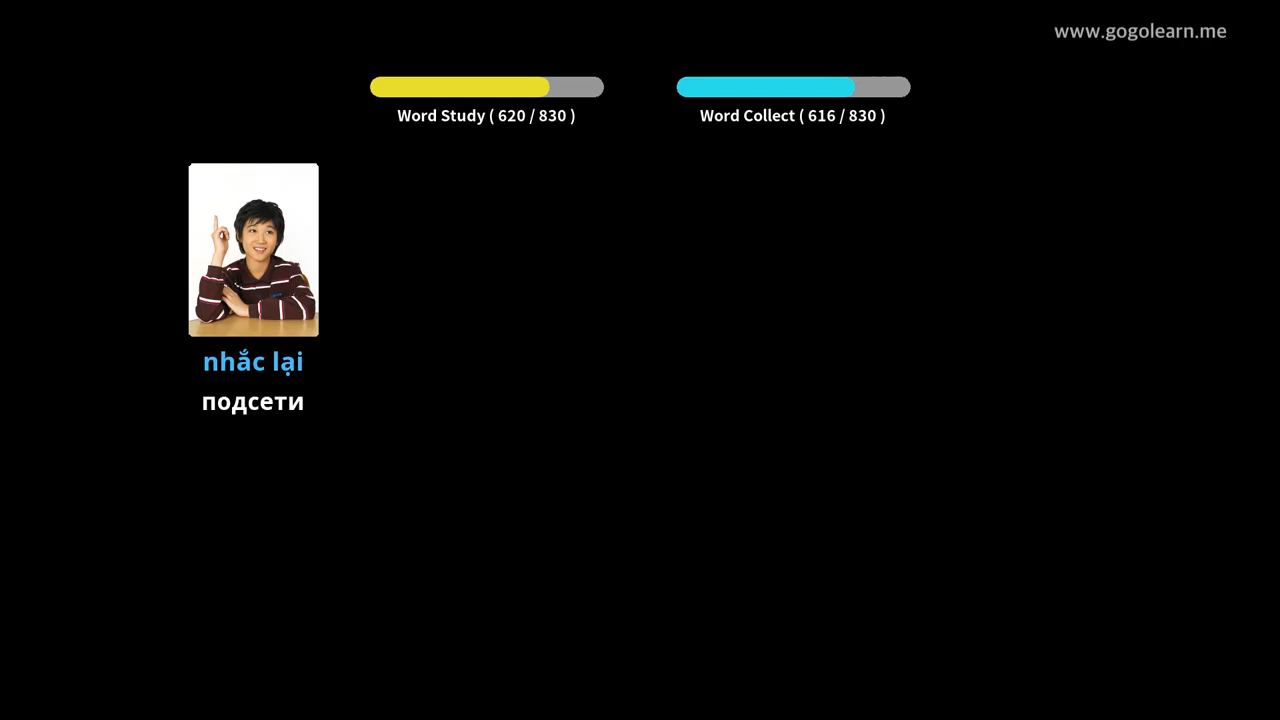 www.gogolearn.me
Word Study ( 620 / 830 )
Word Collect ( 616 / 830 )
nhắc lại
подсети